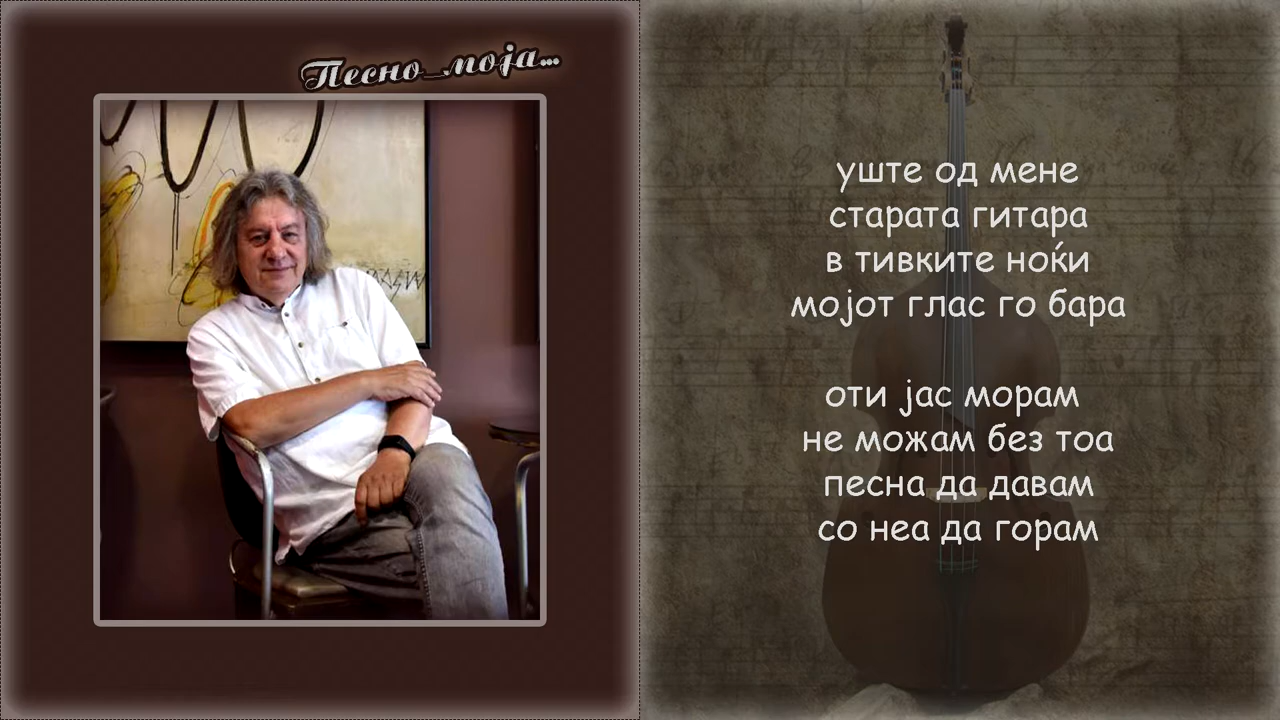 Песно_моја...
уште од мене
старата гитара
в тивките ноќи
мојот глас го бара
оти јас морам
не можам без тоа
песна да давам
со неа да горам